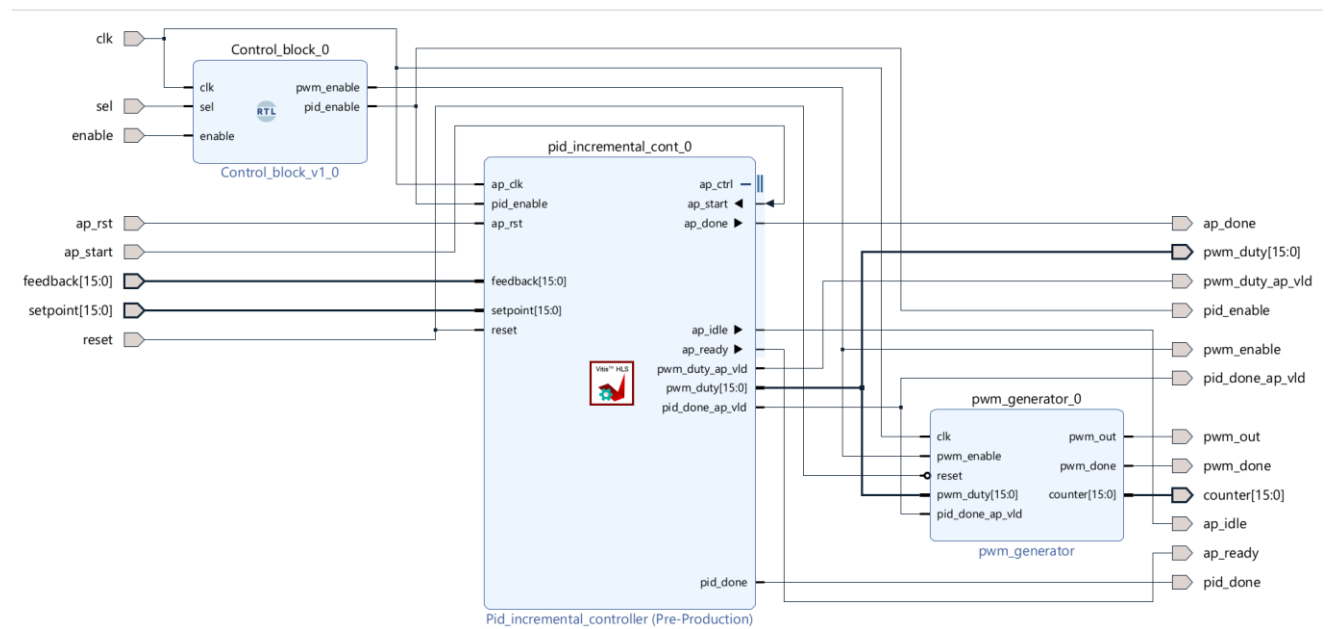 clk
sel
enable
ap_rst
ap_start
feedback[15:0]
setpoint[15:0]
reset
Control_block_0
clk
sel
enable
pwm_enable
pid_enable
RTL
Control_block_v1_0
pid_incremental_cont_0
ap_clk
pid_enable
ap_rst
feedback[15:0]
setpoint[15:0]
reset
ap_ctrl
ap_start
ap_done
ap_idle
ap_ready
pwm_duty_ap_vld
pwm_duty[15:0]
pid_done_ap_vld
pid_done
Vitis™ HLS
Pid_incremental_controller (Pre-Production)
pwm_generator_0
clk
pwm_enable
reset
pwm_duty[15:0]
pid_done_ap_vld
pwm_out
pwm_done
counter[15:0]
pwm_generator
ap_done
pwm_duty[15:0]
pwm_duty_ap_vld
pid_enable
pwm_enable
pid_done_ap_vld
pwm_out
pwm_done
counter[15:0]
ap_idle
ap_ready
pid_done